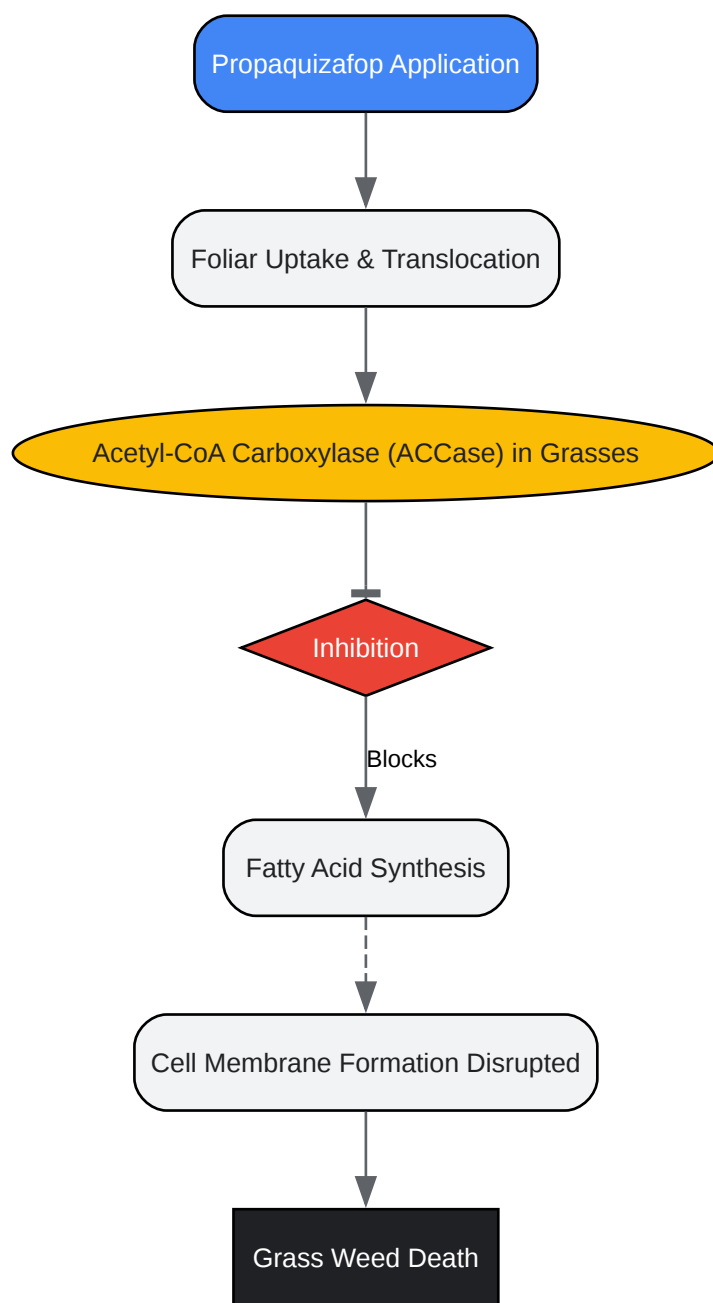 Propaquizafop Application
Foliar Uptake & Translocation
Acetyl-CoA Carboxylase (ACCase) in Grasses
Inhibition
Blocks
Fatty Acid Synthesis
Cell Membrane Formation Disrupted
Grass Weed Death